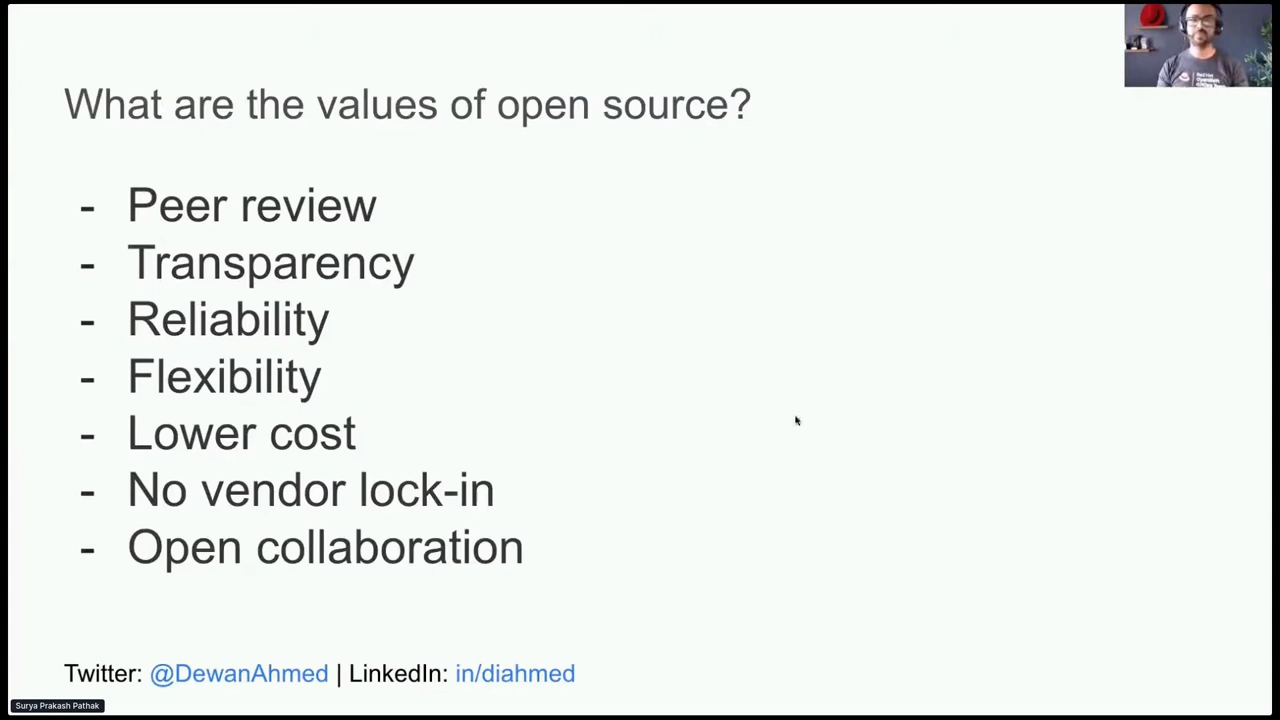 What are the values of open source?
- Peer review
- Transparency
- Reliability
- Flexibility
- Lower cost
- No vendor lock-in
- Open collaboration
Twitter: @DewanAhmed | LinkedIn: in/diahmed
Surya Prakash Pathak